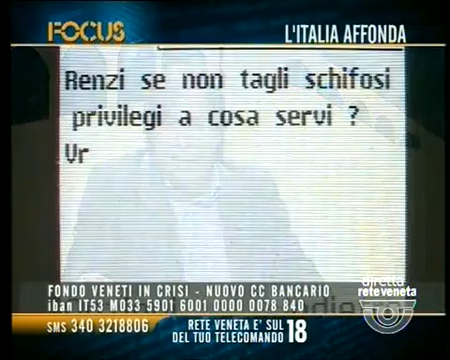 FOCUS
L'ITALIA AFFONDA
Renzi se non tagli schifosi
privilegi a cosa servi ?
Vr
diretta
reteveneta
FONDO VENETI IN CRISI - NUOVO CC BANCARIO
iban IT53 M033 5901 6001 0000 0078 840
SMS 340 3218806
RETE VENETA E' SUL
DEL TUO TELECOMANDO 18